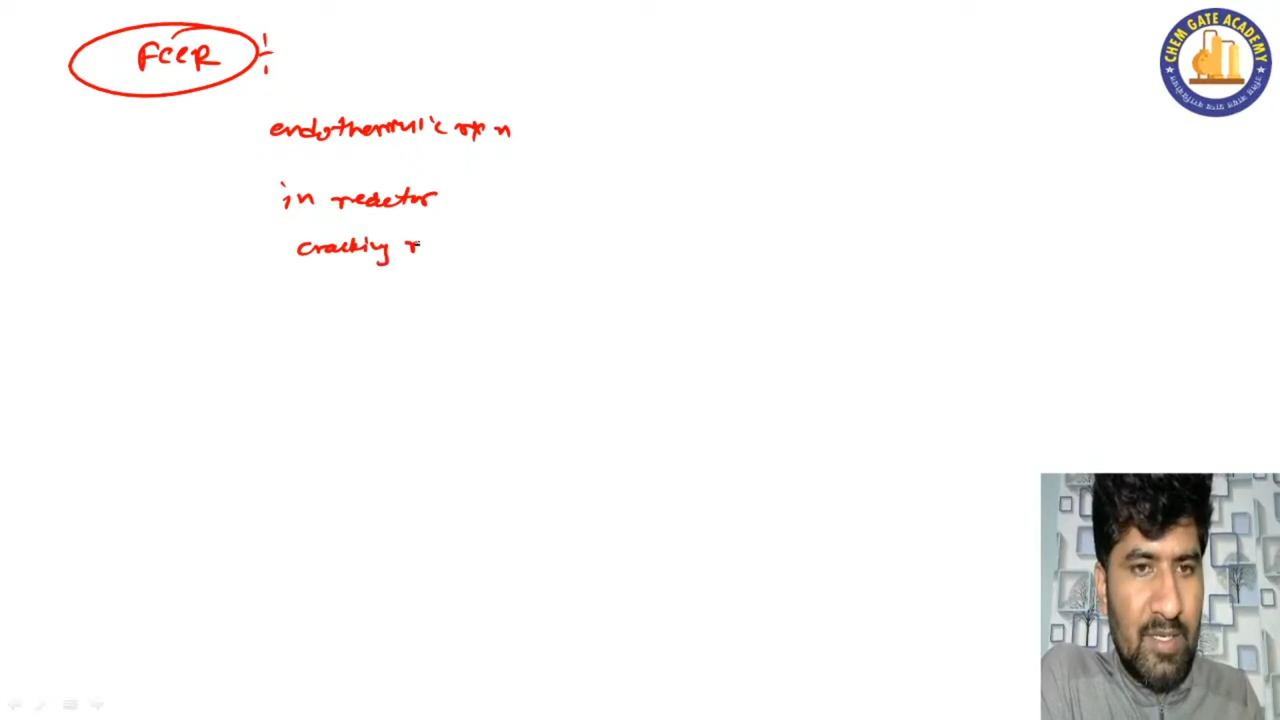 FCCR :-
CHEM GATE ACADEMY
endothermic rxn
in reactor
cracking r